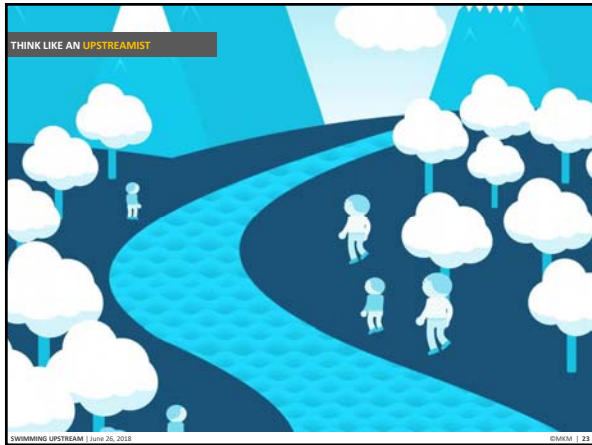 THINK LIKE AN UPSTREAMIST
SWIMMING UPSTREAM | June 26, 2018
©MKM | 23